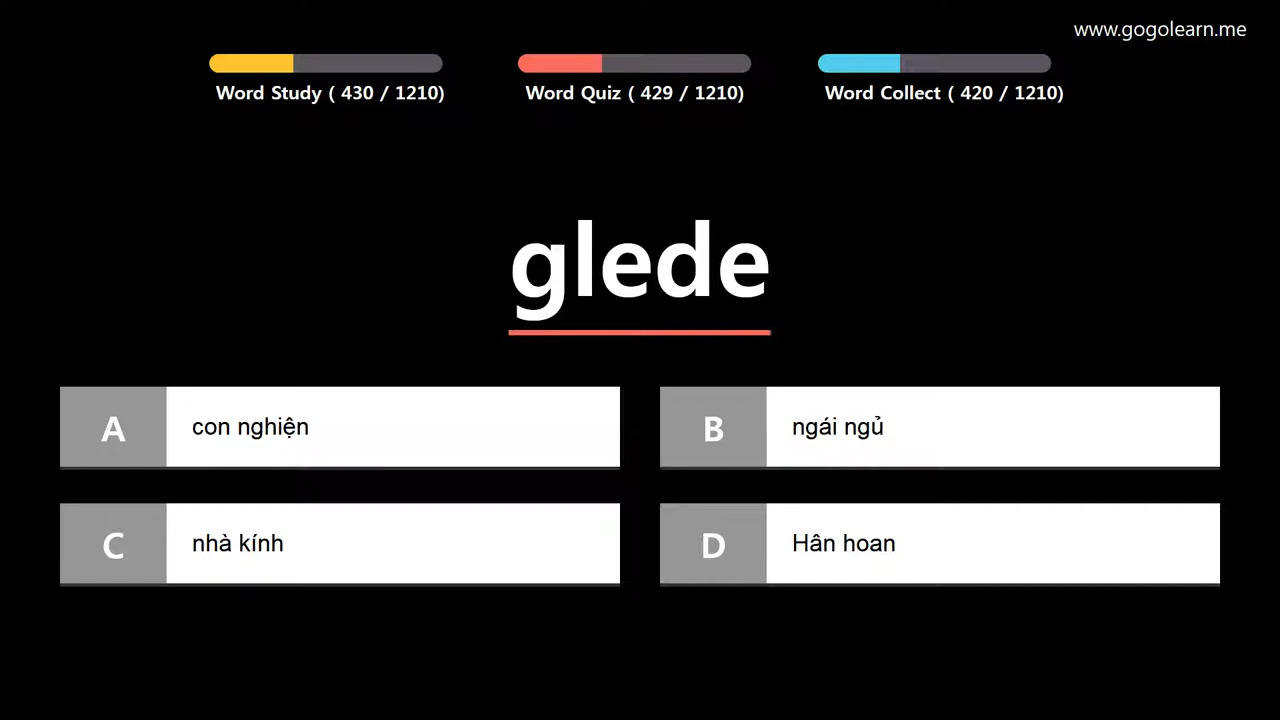 www.gogolearn.me
Word Study ( 430 / 1210)
Word Quiz ( 429 / 1210)
Word Collect ( 420 / 1210)
glede
A
con nghiện
B
ngái ngủ
C
nhà kính
D
Hân hoan